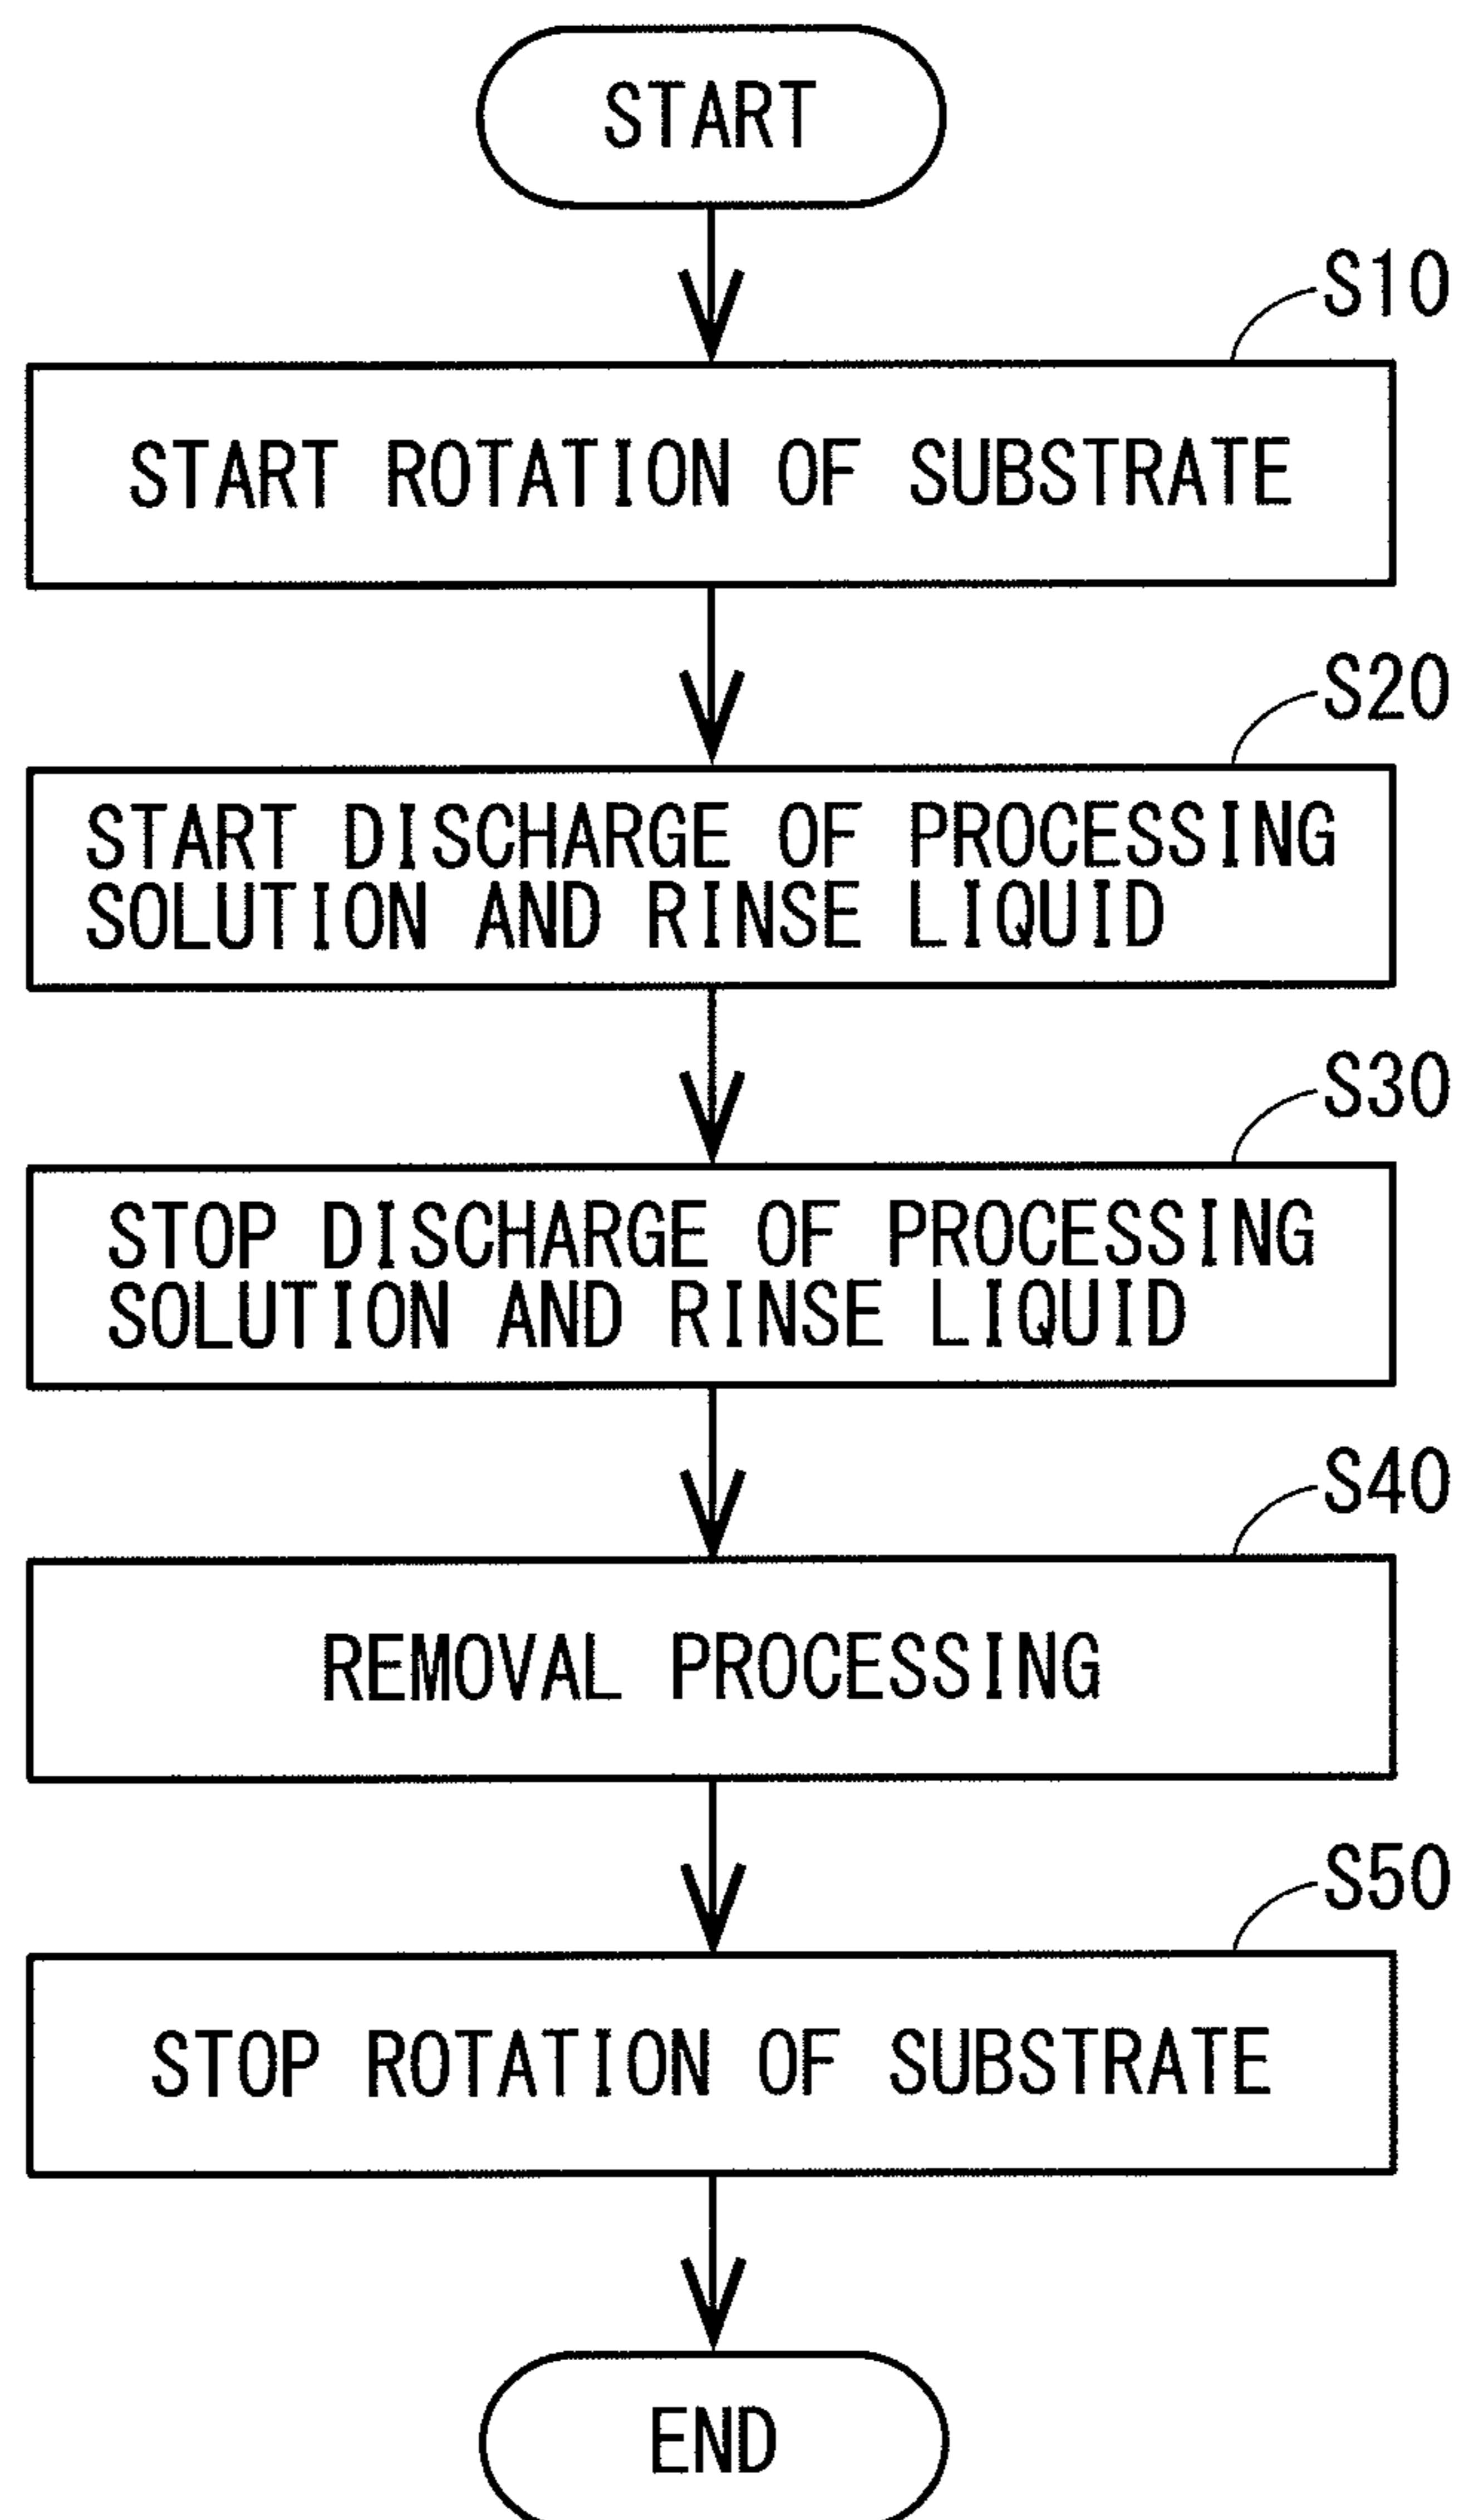 START
S10
START ROTATION OF SUBSTRATE
S20
START DISCHARGE OF PROCESSING
SOLUTION AND RINSE LIQUID
S30
STOP DISCHARGE OF PROCESSING
SOLUTION AND RINSE LIQUID
S40
REMOVAL PROCESSING
S50
STOP ROTATION OF SUBSTRATE
END